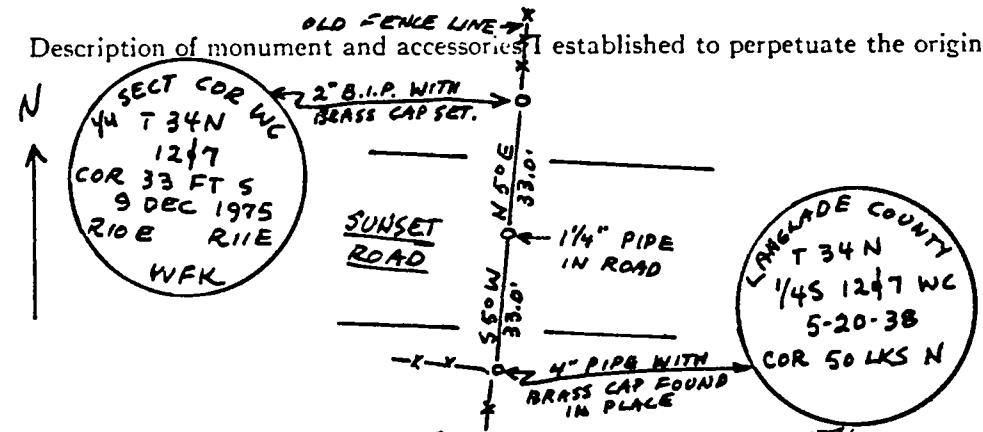 OLD FENCE LINE
Description of monument and accessories I established to perpetuate the origin
N
SECT COR WC
1/4 T 34N
12&7
COR 33 FT S
9 DEC 1975
R10E R11E
WFK
2" B.I.P. WITH
BRASS CAP SET.
N 5° E
33.0'
SUNSET
ROAD
1 1/4" PIPE
IN ROAD
S 5° W
33.0'
4" PIPE WITH
BRASS CAP FOUND
IN PLACE
LANGLADE COUNTY
T 34 N
1/4S 12&7 WC
5-20-38
COR 50 LKS N